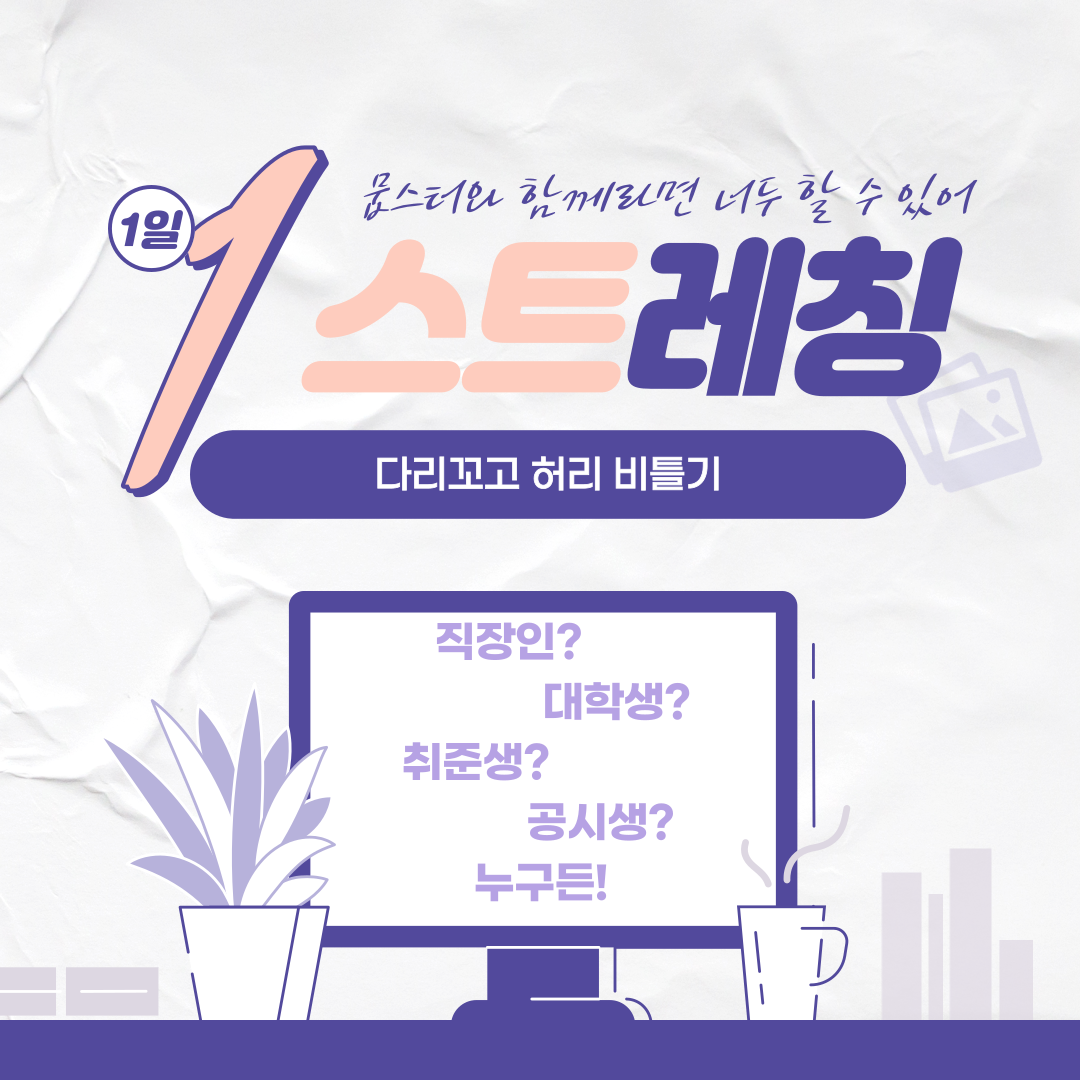 1일
1
뭅스터와 함께라면 너두 할 수 있어
스트레칭
다리꼬고 허리 비틀기
직장인?
대학생?
취준생?
공시생?
누구든!